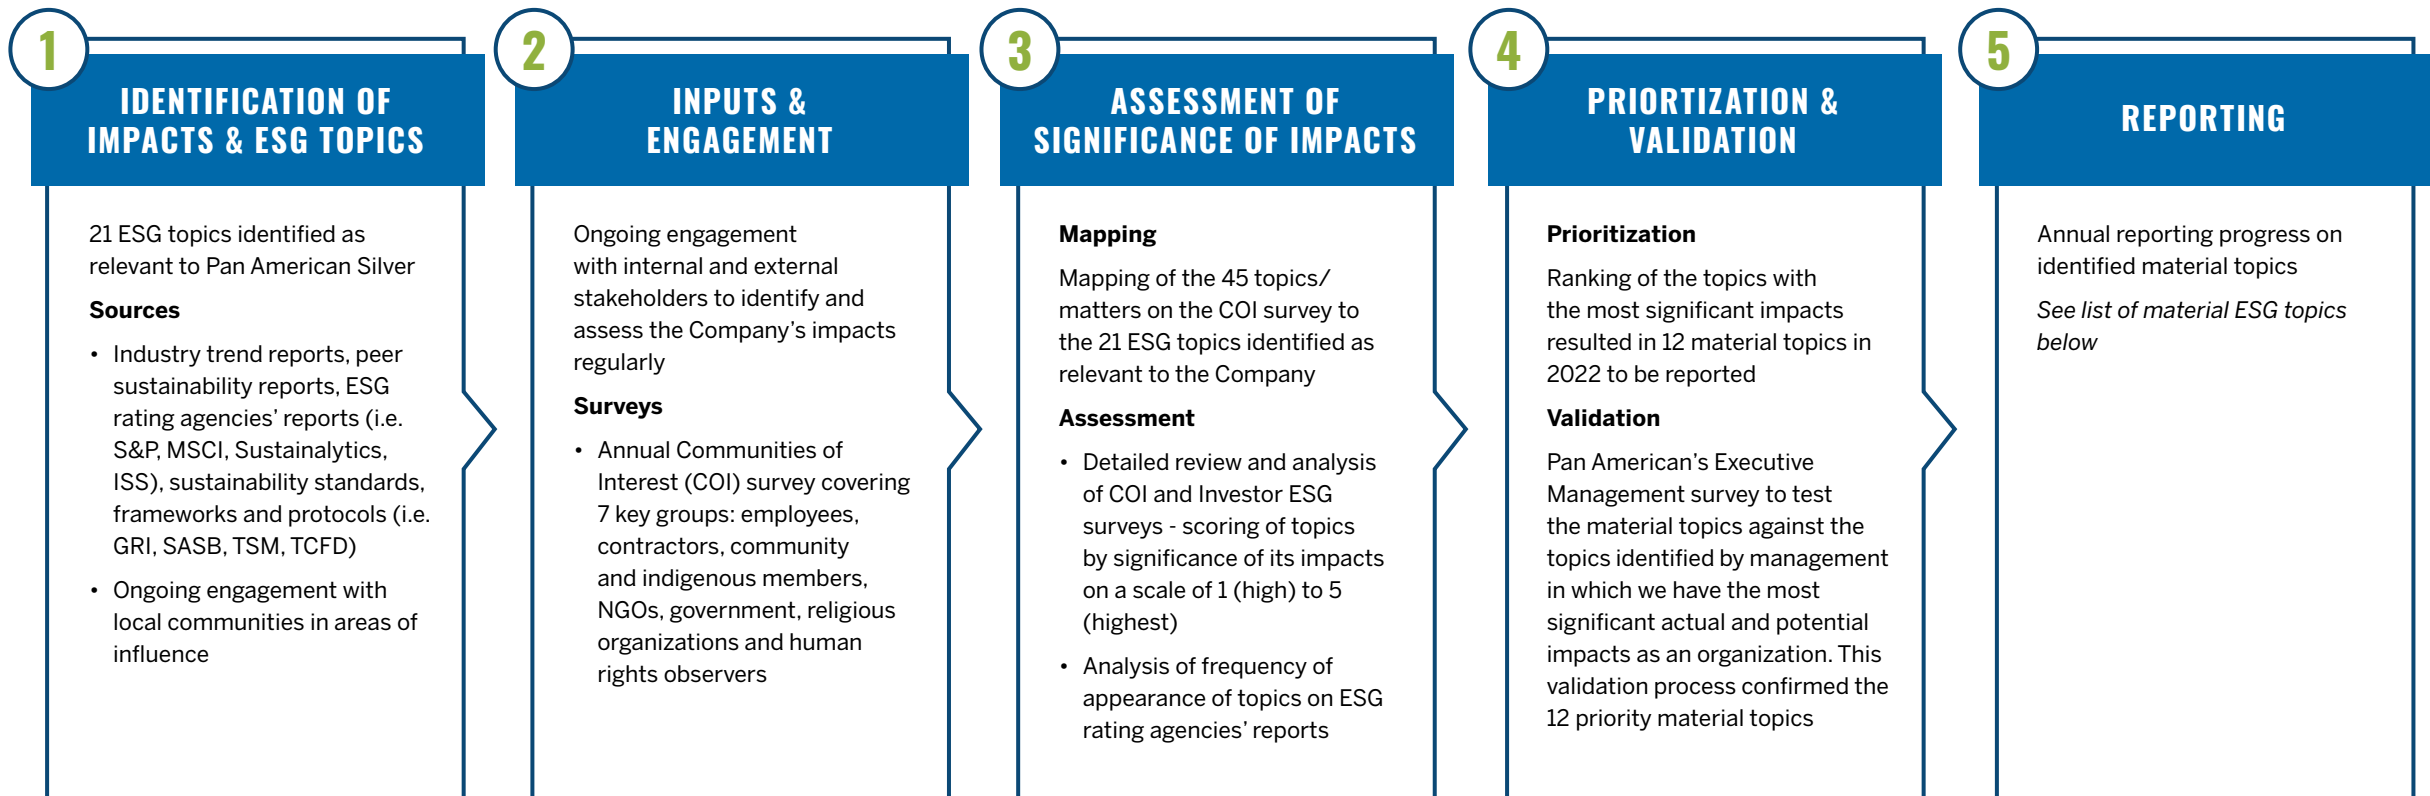 1
IDENTIFICATION OF
IMPACTS & ESG TOPICS
21 ESG topics identified as
relevant to Pan American Silver
Sources
• Industry trend reports, peer
sustainability reports, ESG
rating agencies’ reports (i.e.
S&P, MSCI, Sustainalytics,
ISS), sustainability standards,
frameworks and protocols (i.e.
GRI, SASB, TSM, TCFD)
• Ongoing engagement with
local communities in areas of
influence
2
INPUTS &
ENGAGEMENT
Ongoing engagement
with internal and external
stakeholders to identify and
assess the Company’s impacts
regularly
Surveys
• Annual Communities of
Interest (COI) survey covering
7 key groups: employees,
contractors, community
and indigenous members,
NGOs, government, religious
organizations and human
rights observers
3
ASSESSMENT OF
SIGNIFICANCE OF IMPACTS
Mapping
Mapping of the 45 topics/
matters on the COI survey to
the 21 ESG topics identified as
relevant to the Company
Assessment
• Detailed review and analysis
of COI and Investor ESG
surveys - scoring of topics
by significance of its impacts
on a scale of 1 (high) to 5
(highest)
• Analysis of frequency of
appearance of topics on ESG
rating agencies’ reports
4
PRIORTIZATION &
VALIDATION
Prioritization
Ranking of the topics with
the most significant impacts
resulted in 12 material topics in
2022 to be reported
Validation
Pan American’s Executive
Management survey to test
the material topics against the
topics identified by management
in which we have the most
significant actual and potential
impacts as an organization. This
validation process confirmed the
12 priority material topics
5
REPORTING
Annual reporting progress on
identified material topics
See list of material ESG topics
below